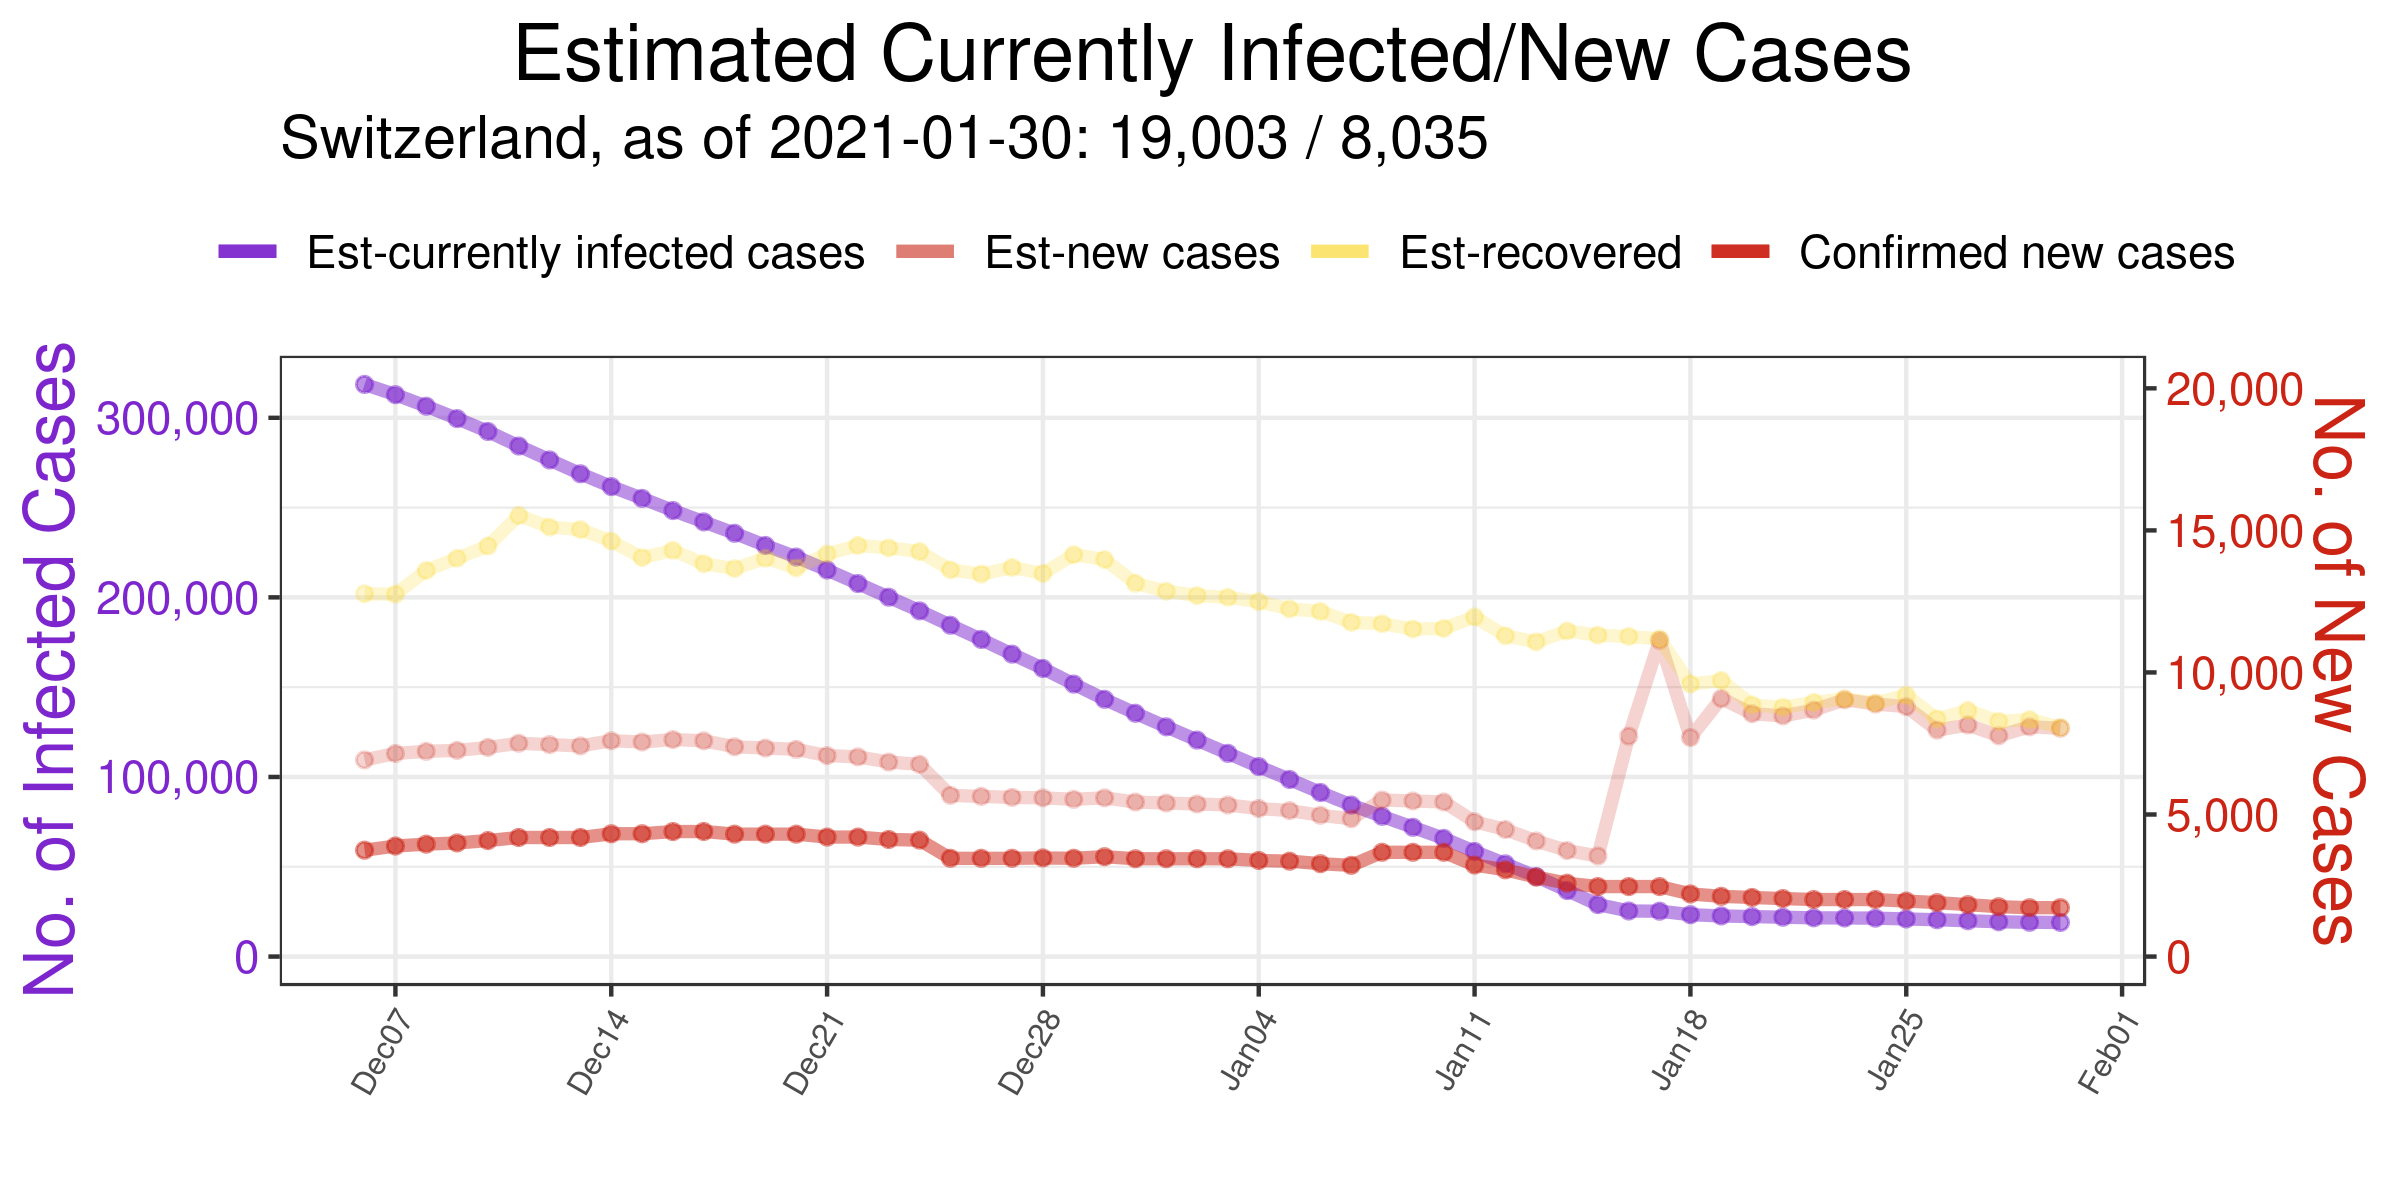 Estimated Currently Infected/New Cases
Switzerland, as of 2021-01-30: 19,003 / 8,035
Est-currently infected cases
Est-new cases
Est-recovered
Confirmed new cases
No. of Infected Cases
300,000
200,000
100,000
0
20,000
15,000
10,000
5,000
0
No. of New Cases
Dec07
Dec14
Dec21
Dec28
Jan04
Jan11
Jan18
Jan25
Feb01